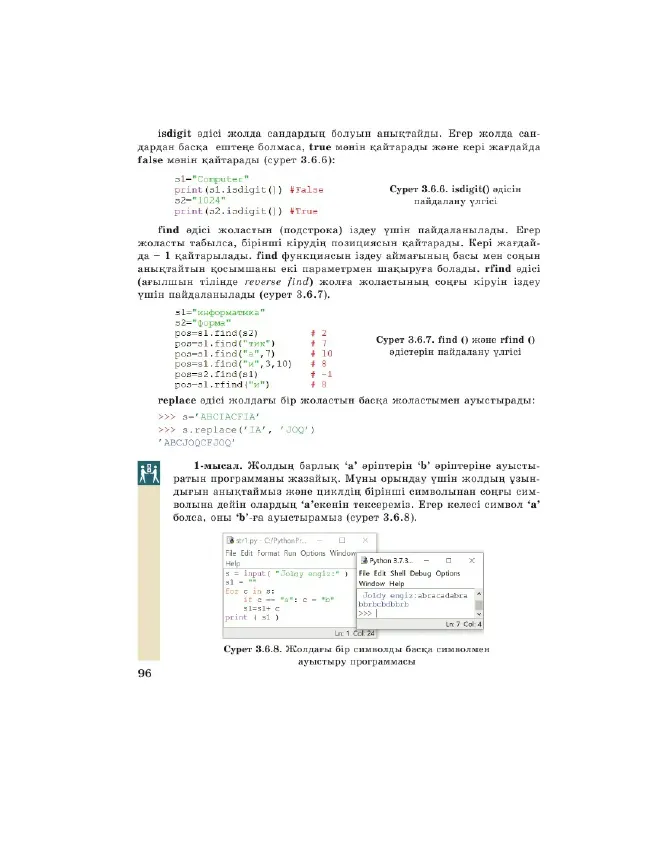 isdigit әдісі жолда сандардың болуын анықтайды. Егер жолда сан-
дардан басқа ештеңе болмаса, true мәнін қайтарады және кері жағдайда
false мәнін қайтарады (сурет 3.6.6):
s1="Computer"
print(s1.isdigit()) #False
s2="1024"
print(s2.isdigit()) #True
Сурет 3.6.6. isdigit() әдісін
пайдалану үлгісі
find әдісі жоластын (подстрока) іздеу үшін пайдаланылады. Егер
жоласты табылса, бірінші кірудің позициясын қайтарады. Кері жағдай-
да – 1 қайтарылады. find функциясын іздеу аймағының басы мен соңын
анықтайтын қосымшаны екі параметрмен шақыруға болады. rfind әдісі
(ағылшын тілінде reverse find) жолға жоластының соңғы кіруін іздеу
үшін пайдаланылады (сурет 3.6.7).
s1="информатика"
s2="форма"
pos=s1.find(s2) # 2
pos=s1.find("тик") # 7
pos=s1.find("а",7) # 10
pos=s1.find("и",3,10) # 8
pos=s2.find(s1) # -1
pos=s1.rfind("и") # 8
Сурет 3.6.7. find () және rfind ()
әдістерін пайдалану үлгісі
replace әдісі жолдағы бір жоластын басқа жоластымен ауыстырады:
>>> s='ABCIACFIA'
>>> s.replace('IA', 'JOQ')
'ABCJOQCFJOQ'
1-мысал. Жолдың барлық ‘a’ әріптерін ‘b’ әріптеріне ауысты-
ратын программаны жазайық. Мұны орындау үшін жолдың ұзын-
дығын анықтаймыз және циклдің бірінші символынан соңғы сим-
волына дейін олардың ‘a’екенін тексереміз. Егер келесі символ ‘a’
болса, оны ‘b’-ға ауыстырамыз (сурет 3.6.8).
str1.py - C:/PythonPr...
File Edit Format Run Options Window
Help
s = input( "Joldy engiz:" )
s1 = ""
for c in s:
if c == "a": c = "b"
s1=s1+ c
print ( s1 )
Ln: 1 Col: 24
Python 3.7.3...
File Edit Shell Debug Options
Window Help
Joldy engiz:abracadabra
bbrbcbdbbrb
>>>
Ln: 7 Col: 4
Сурет 3.6.8. Жолдағы бір символды басқа символмен
ауыстыру программасы
96